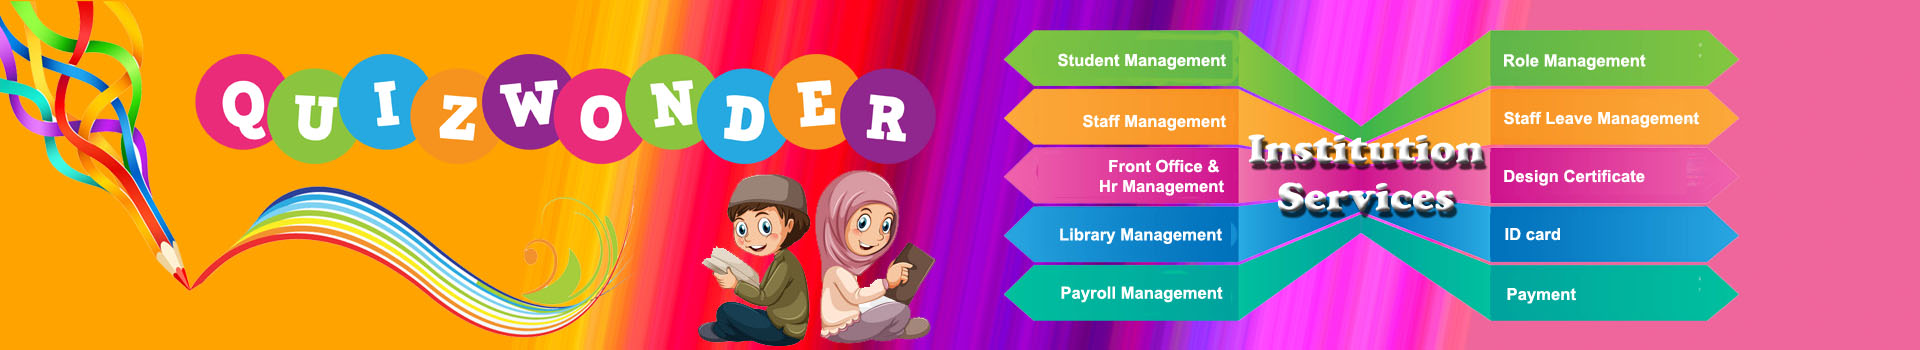 QUIZWONDER
Student Management
Staff Management
Front Office &
Hr Management
Library Management
Payroll Management
Institution
Services
Role Management
Staff Leave Management
Design Certificate
ID card
Payment